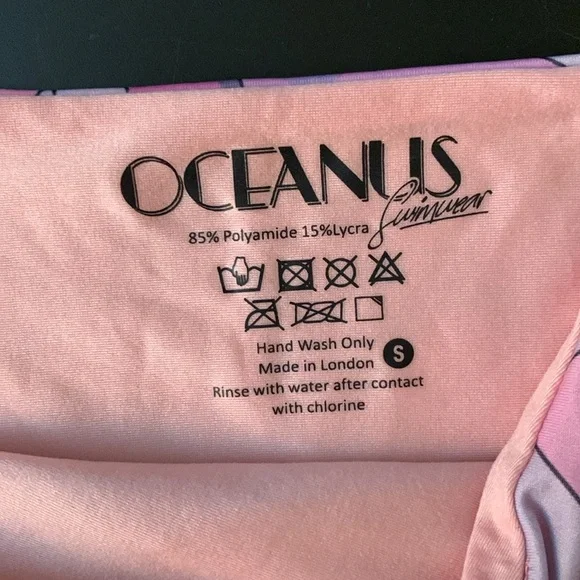 OCEANUS
Swimwear
85% Polyamide 15%Lycra
Hand Wash Only
Made in London
S
Rinse with water after contact
with chlorine